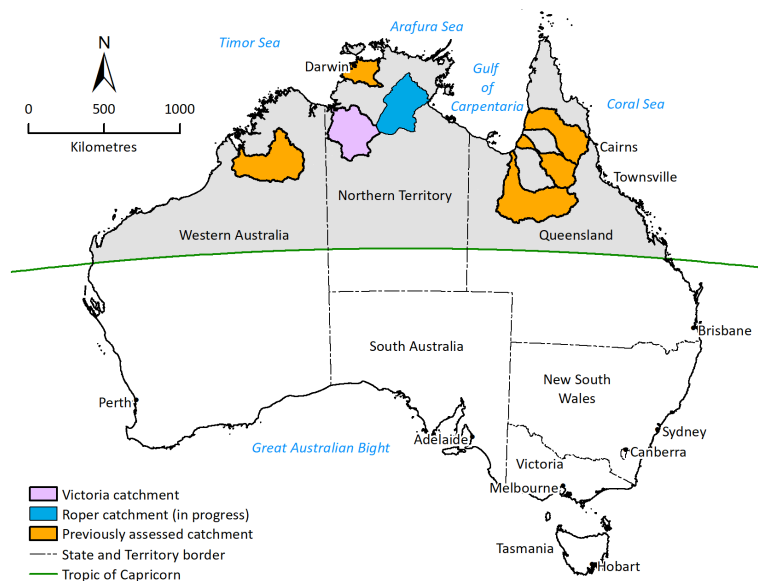 Timor Sea
Arafura Sea
N
Darwin
Gulf
of
Carpentaria
Coral Sea
0 500 1000
Kilometres
Cairns
Townsville
Northern Territory
Western Australia
Queensland
Brisbane
South Australia
New South
Wales
Perth
Great Australian Bight
Adelaide
Sydney
Canberra
Victoria
Melbourne
Tasmania
Hobart
Victoria catchment
Roper catchment (in progress)
Previously assessed catchment
State and Territory border
Tropic of Capricorn